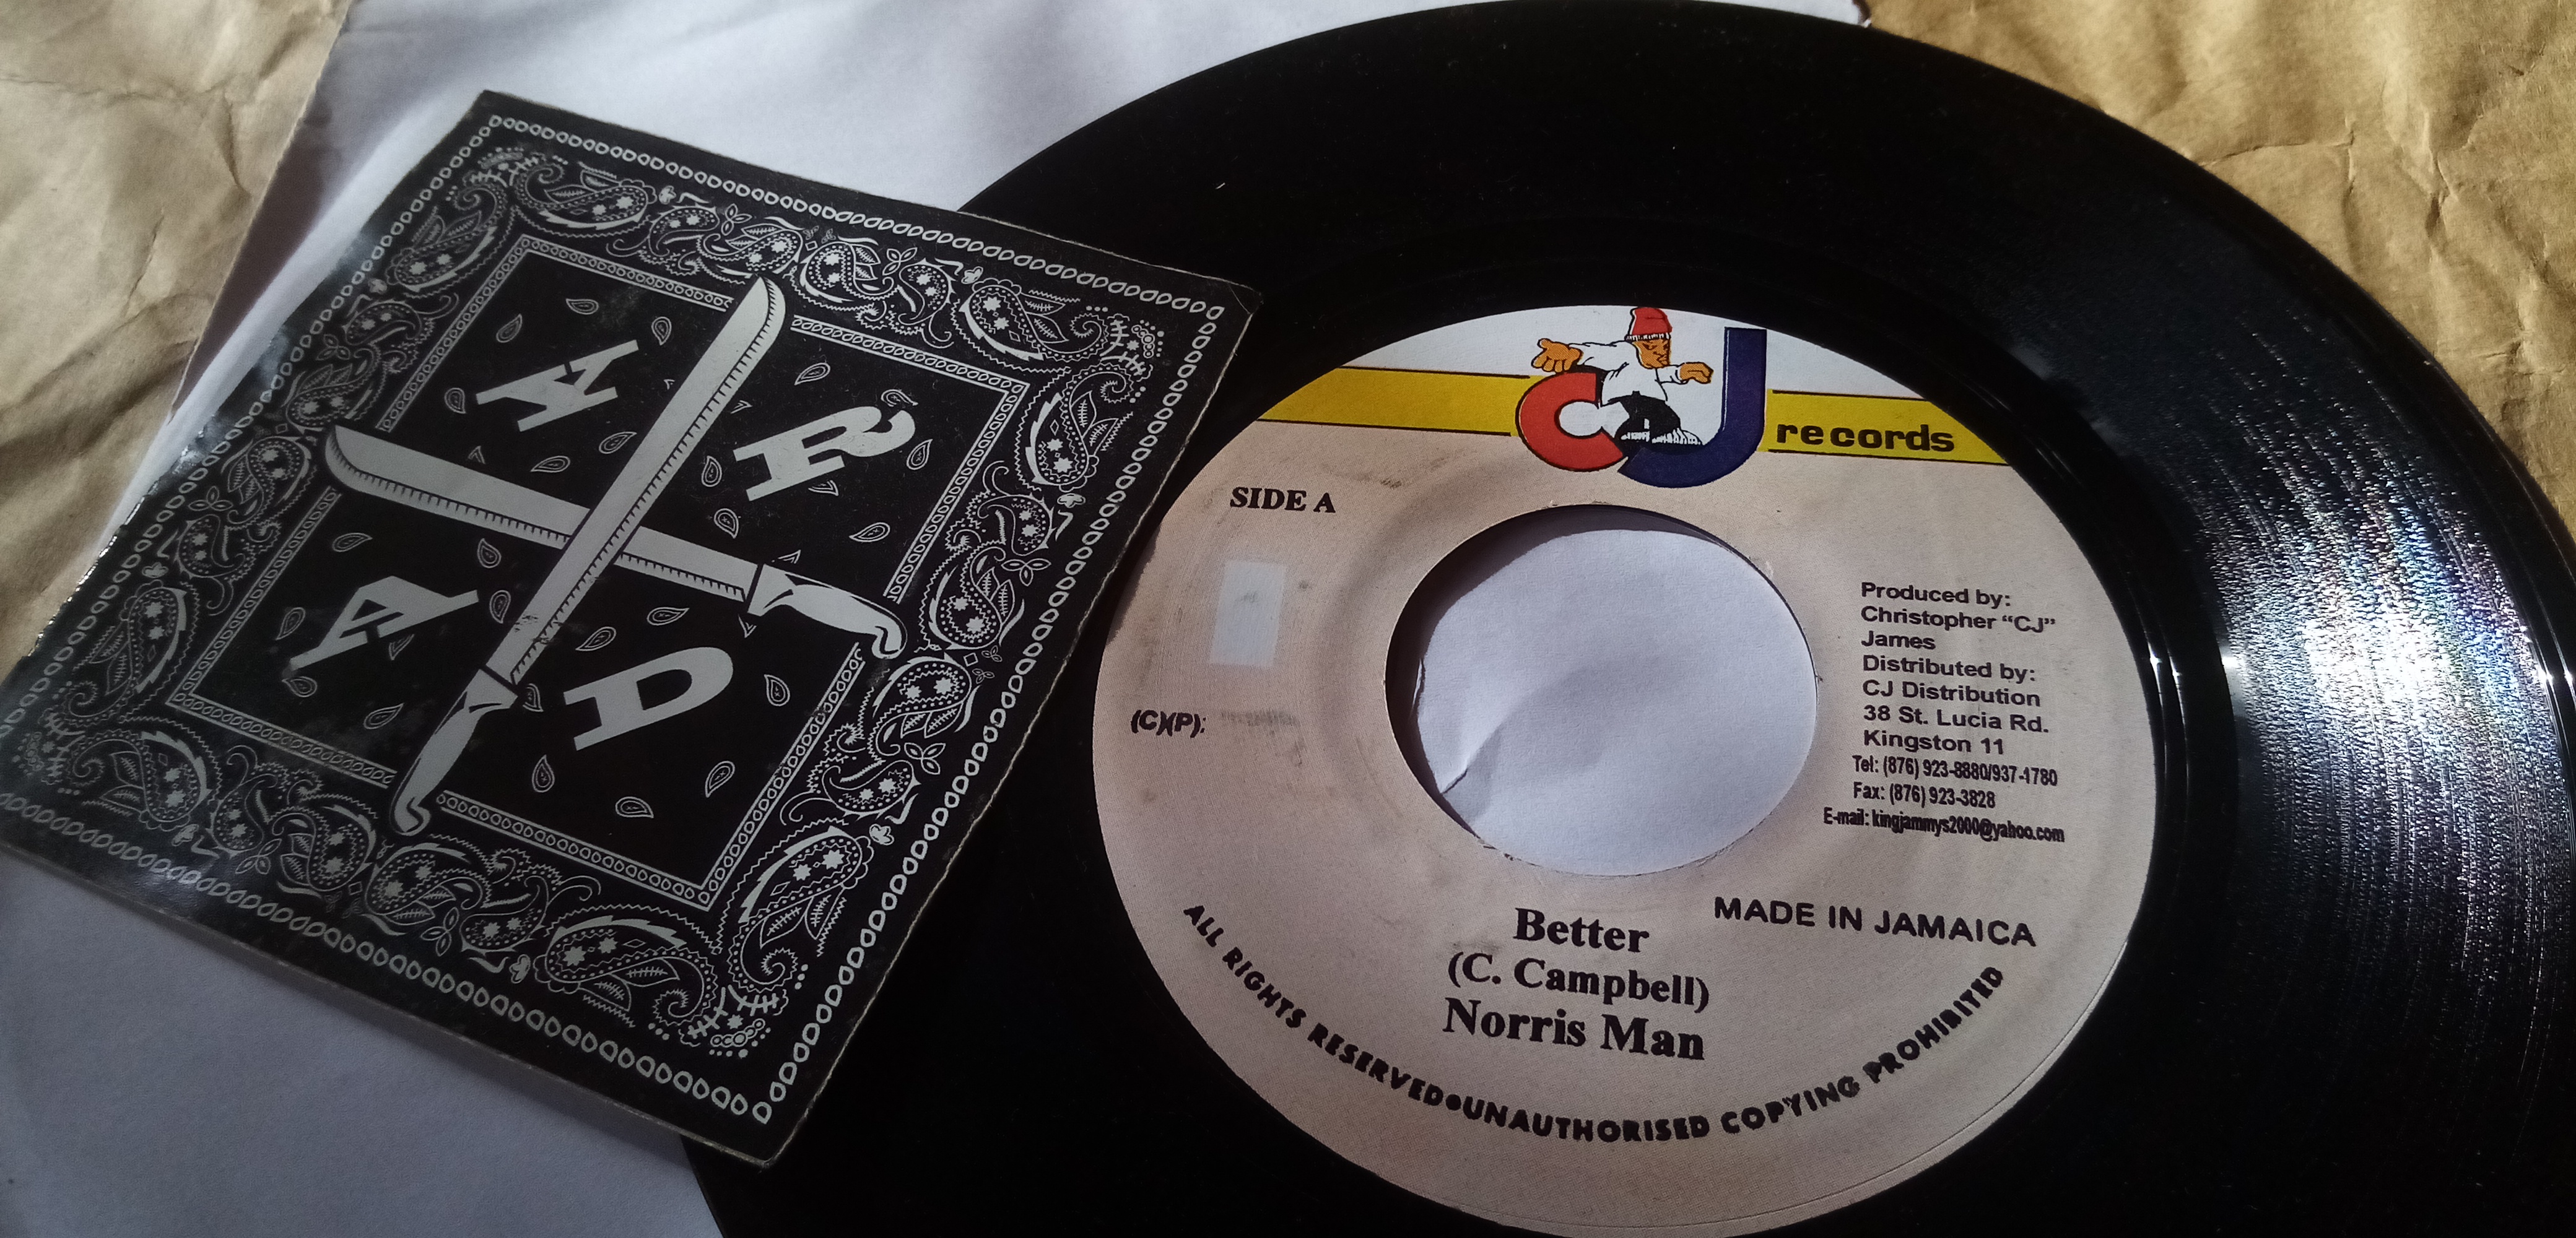 A R
Y D
CJ records
SIDE A
(C)(P):
Produced by:
Christopher "CJ"
James
Distributed by:
CJ Distribution
38 St. Lucia Rd.
Kingston 11
Tel: (876) 923-8880/937-4780
Fax: (876) 923-3828
E-mail: kingjammys2000@yahoo.com
MADE IN JAMAICA
Better
(C. Campbell)
Norris Man
ALL RIGHTS RESERVED•UNAUTHORISED COPYING PROHIBITED